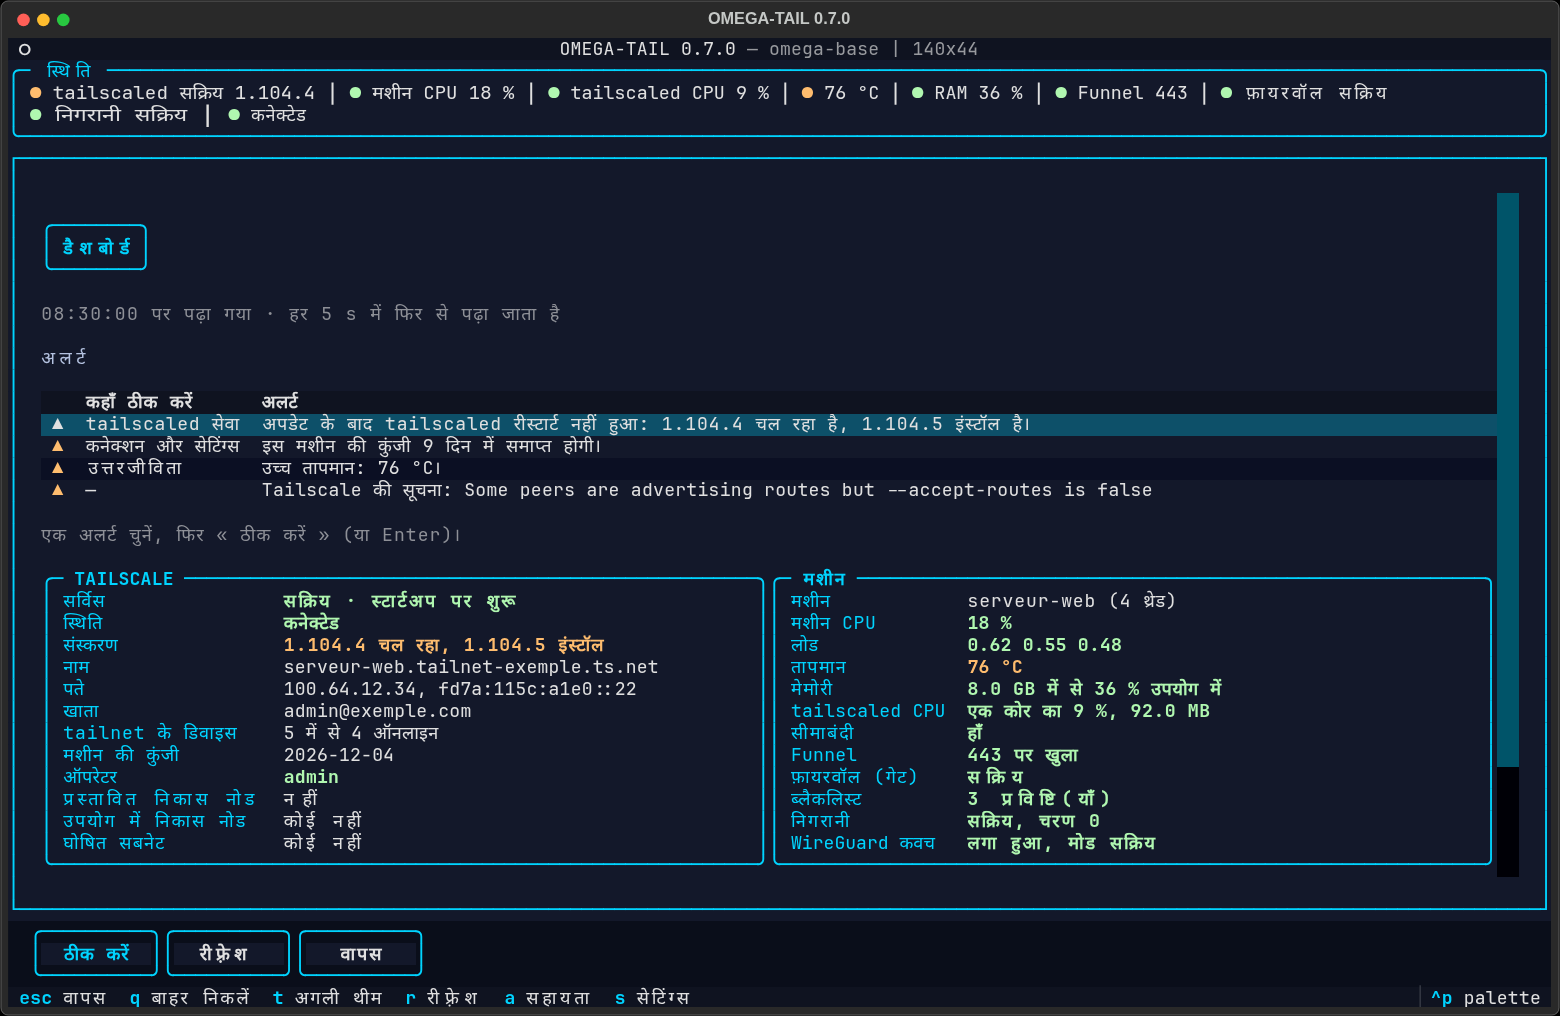 OMEGA-TAIL 0.7.0
OMEGA-TAIL 0.7.0 — omega-base | 140x44
स्थिति
● tailscaled सक्रिय 1.104.4 │ ● मशीन CPU 18 % │ ● tailscaled CPU 9 % │ ● 76 °C │ ● RAM 36 % │ ● Funnel 443 │ ● फ़ायरवॉल सक्रिय
● निगरानी सक्रिय │ ● कनेक्टेड
डैशबोर्ड
08:30:00 पर पढ़ा गया · हर 5 s में फिर से पढ़ा जाता है
अलर्ट
कहाँ ठीक करें अलर्ट
▲ tailscaled सेवा अपडेट के बाद tailscaled रीस्टार्ट नहीं हुआ: 1.104.4 चल रहा है, 1.104.5 इंस्टॉल है।
▲ कनेक्शन और सेटिंग्स इस मशीन की कुंजी 9 दिन में समाप्त होगी।
▲ उत्तरजीविता उच्च तापमान: 76 °C।
▲ — Tailscale की सूचना: Some peers are advertising routes but --accept-routes is false
एक अलर्ट चुनें, फिर « ठीक करें » (या Enter)।
TAILSCALE
सर्विस सक्रिय · स्टार्टअप पर शुरू
स्थिति कनेक्टेड
संस्करण 1.104.4 चल रहा, 1.104.5 इंस्टॉल
नाम serveur-web.tailnet-exemple.ts.net
पते 100.64.12.34, fd7a:115c:a1e0::22
खाता admin@exemple.com
tailnet के डिवाइस 5 में से 4 ऑनलाइन
मशीन की कुंजी 2026-12-04
ऑपरेटर admin
प्रस्तावित निकास नोड नहीं
उपयोग में निकास नोड कोई नहीं
घोषित सबनेट कोई नहीं
मशीन
मशीन serveur-web (4 थ्रेड)
मशीन CPU 18 %
लोड 0.62 0.55 0.48
तापमान 76 °C
मेमोरी 8.0 GB में से 36 % उपयोग में
tailscaled CPU एक कोर का 9 %, 92.0 MB
सीमाबंदी हाँ
Funnel 443 पर खुला
फ़ायरवॉल (गेट) सक्रिय
ब्लैकलिस्ट 3 प्रविष्टि(याँ)
निगरानी सक्रिय, चरण 0
WireGuard कवच लगा हुआ, मोड सक्रिय
ठीक करें रीफ़्रेश वापस
esc वापस q बाहर निकलें t अगली थीम r रीफ़्रेश a सहायता s सेटिंग्स ^p palette